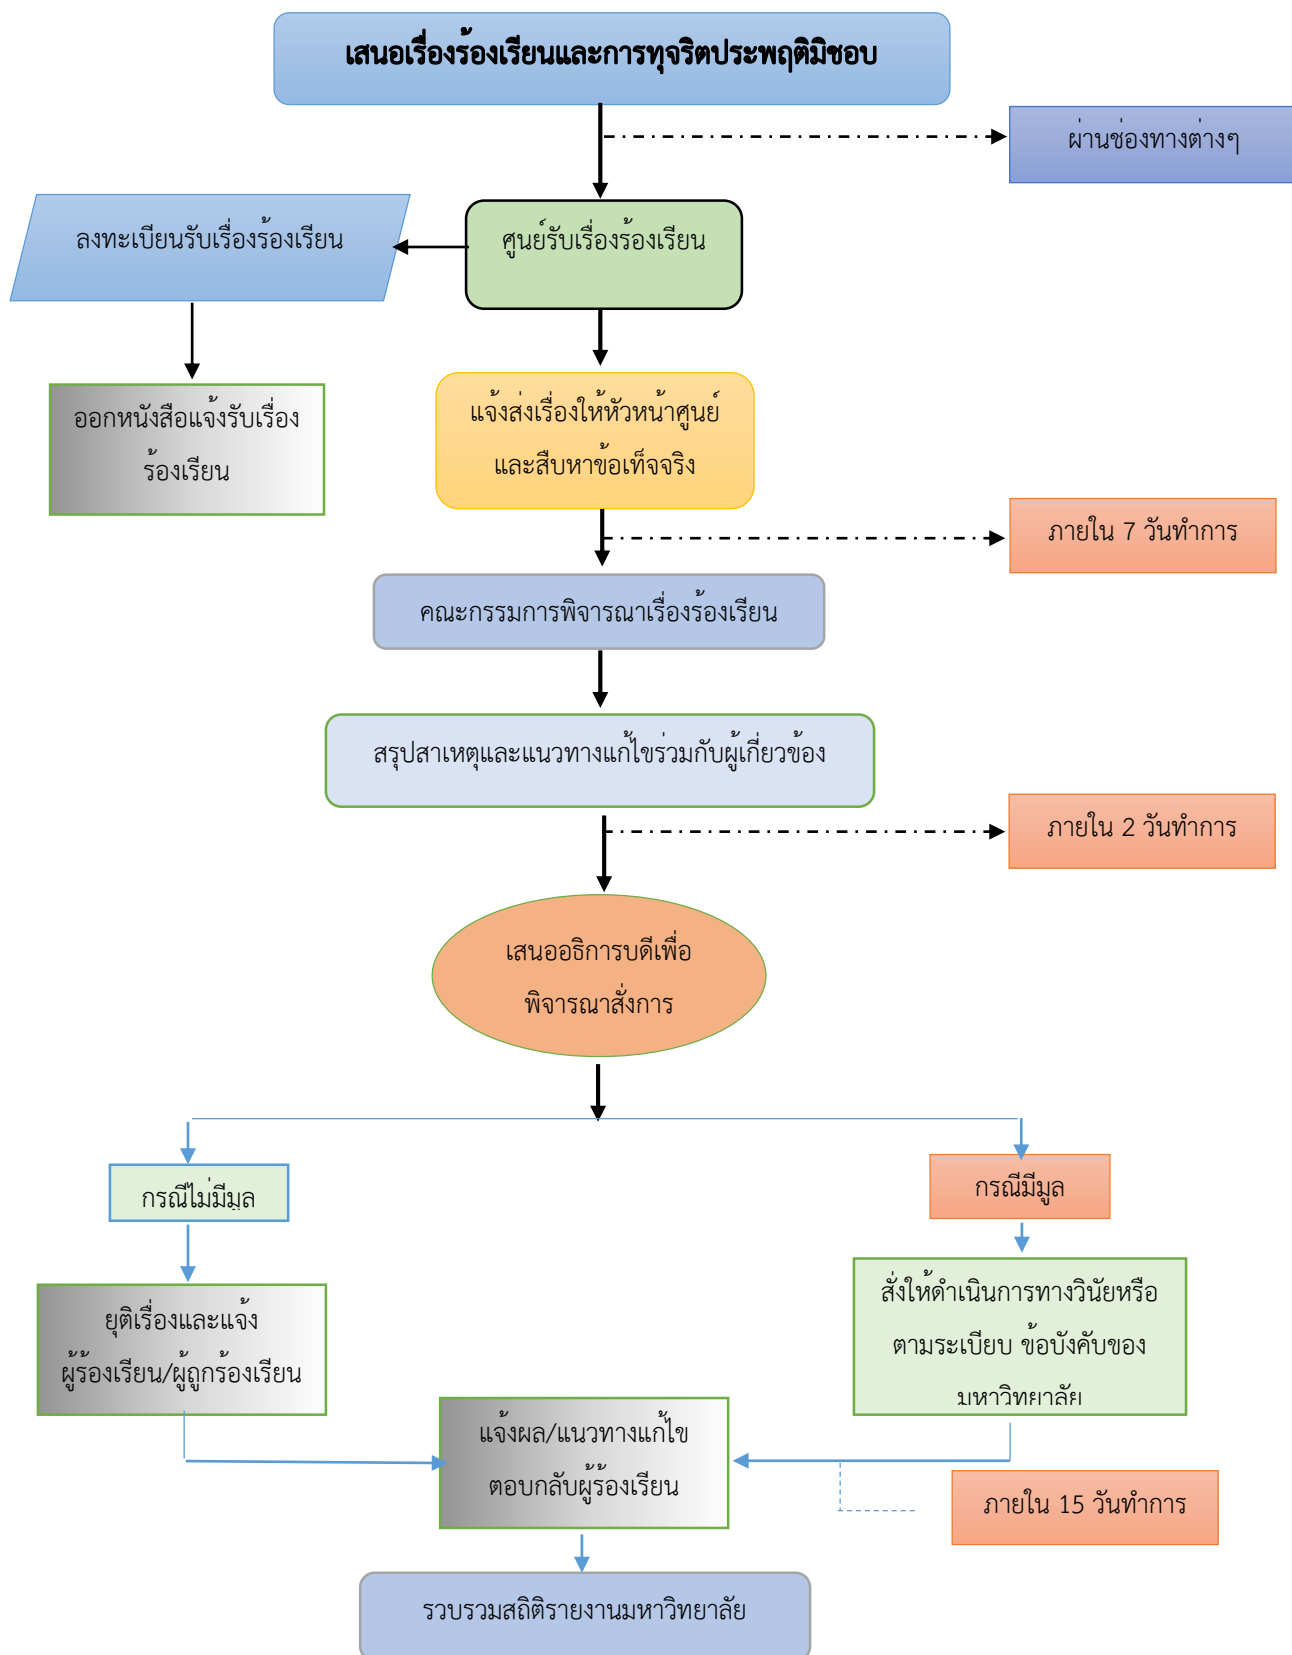 เสนอเรื่องร้องเรียนและการทุจริตประพฤติมิชอบ
ผ่านช่องทางต่างๆ
ลงทะเบียนรับเรื่องร้องเรียน
ศูนย์รับเรื่องร้องเรียน
ออกหนังสือแจ้งรับเรื่อง
ร้องเรียน
แจ้งส่งเรื่องให้หัวหน้าศูนย์
และสืบหาข้อเท็จจริง
ภายใน 7 วันทำการ
คณะกรรมการพิจารณาเรื่องร้องเรียน
สรุปสาเหตุและแนวทางแก้ไขร่วมกับผู้เกี่ยวข้อง
ภายใน 2 วันทำการ
เสนออธิการบดีเพื่อ
พิจารณาสั่งการ
กรณีไม่มีมูล
กรณีมีมูล
ยุติเรื่องและแจ้ง
ผู้ร้องเรียน/ผู้ถูกร้องเรียน
สั่งให้ดำเนินการทางวินัยหรือ
ตามระเบียบ ข้อบังคับของ
มหาวิทยาลัย
แจ้งผล/แนวทางแก้ไข
ตอบกลับผู้ร้องเรียน
ภายใน 15 วันทำการ
รวบรวมสถิติรายงานมหาวิทยาลัย